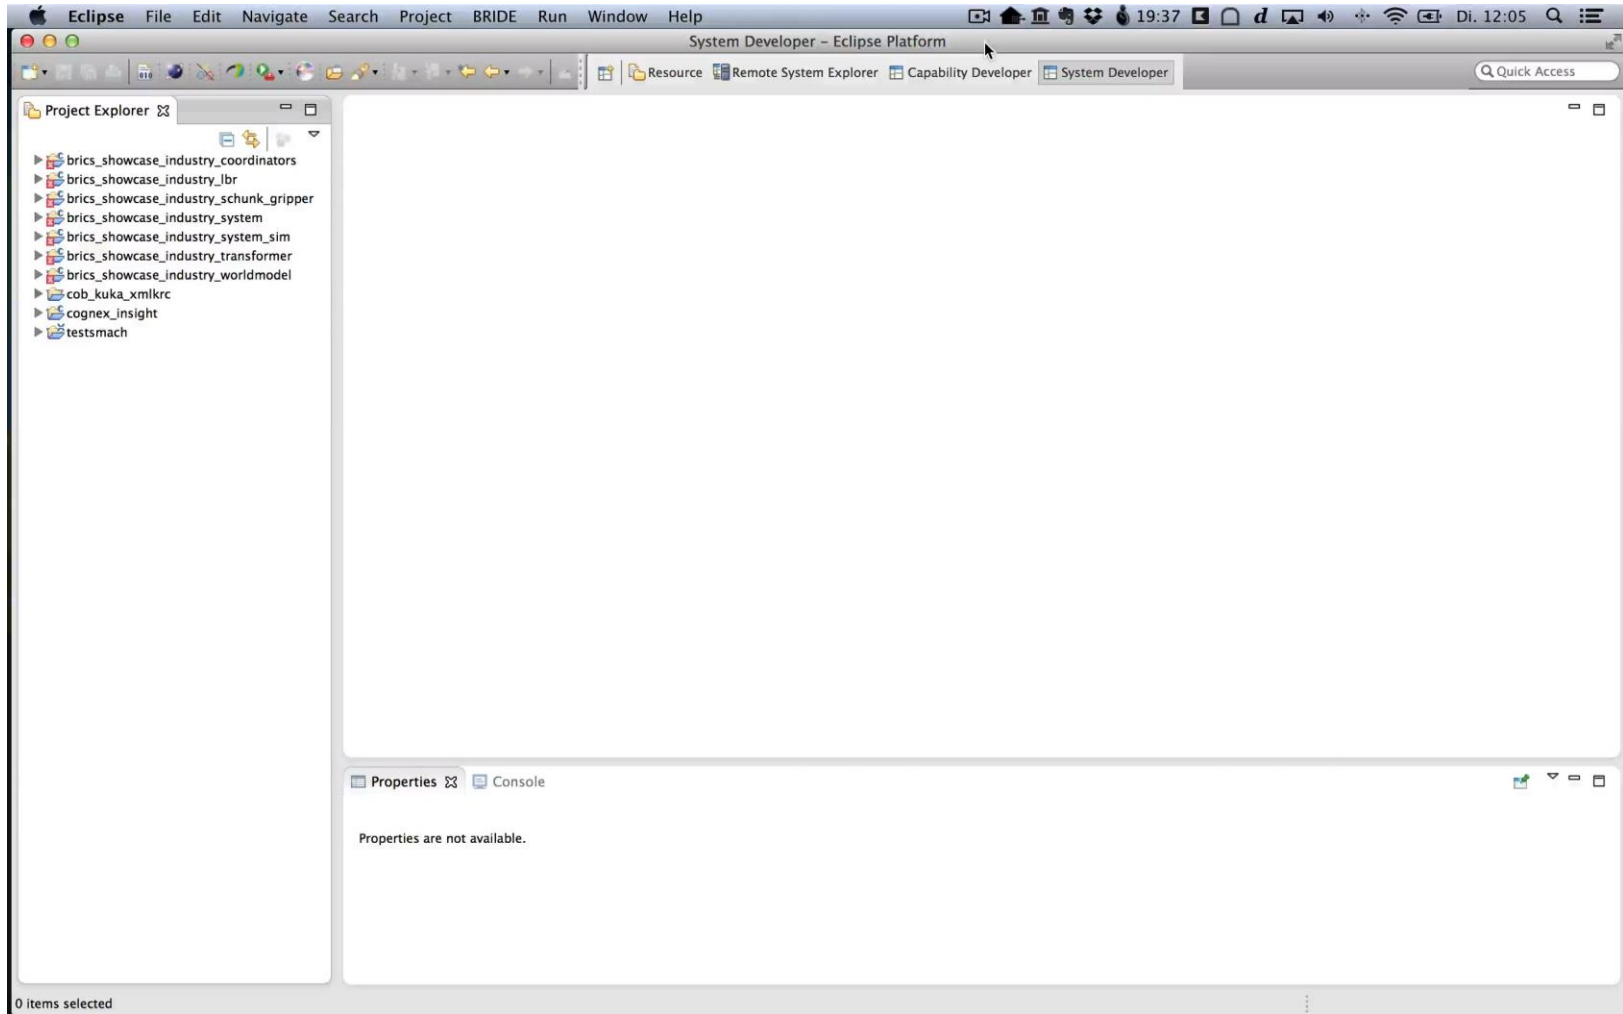 Eclipse File Edit Navigate Search Project BRIDE Run Window Help 19:37 Di. 12:05
System Developer – Eclipse Platform
Resource Remote System Explorer Capability Developer System Developer Quick Access
Project Explorer
brics_showcase_industry_coordinators
brics_showcase_industry_lbr
brics_showcase_industry_schunk_gripper
brics_showcase_industry_system
brics_showcase_industry_system_sim
brics_showcase_industry_transformer
brics_showcase_industry_worldmodel
cob_kuka_xmlkrc
cognex_insight
testsmach
Properties Console
Properties are not available.
0 items selected